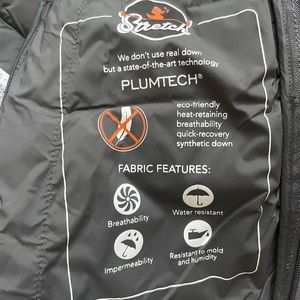 Stretch
We don't use real down
but a state-of-the-art technology
PLUMTECH®
eco-friendly
heat-retaining
breathability
quick-recovery
synthetic down
FABRIC FEATURES:
Breathability
Water resistant
Impermeability
Resistant to mold
and humidity